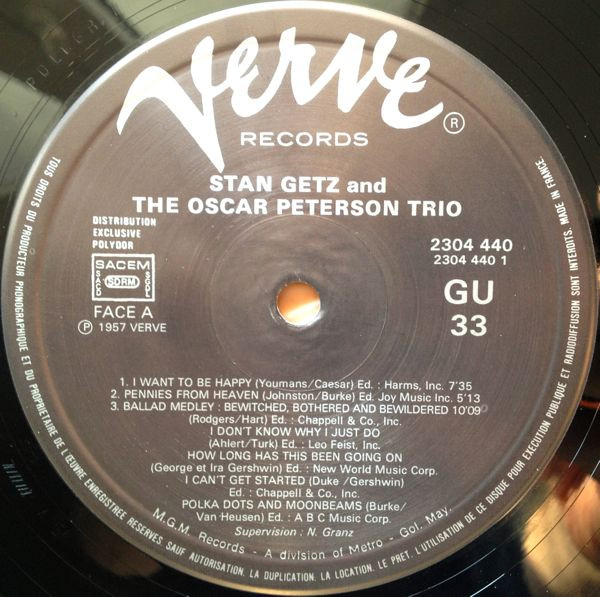 Verve®
RECORDS
STAN GETZ and
THE OSCAR PETERSON TRIO
DISTRIBUTION
EXCLUSIVE
POLYDOR
SACEM
SACD SDRM SGDL
FACE A
Ⓟ 1957 VERVE
2304 440
2304 440 1
GU
33
1. I WANT TO BE HAPPY (Youmans/Caesar) Ed. : Harms, Inc. 7'35
2. PENNIES FROM HEAVEN (Johnston/Burke) Ed. Joy Music Inc. 5'13
3. BALLAD MEDLEY : BEWITCHED, BOTHERED AND BEWILDERED 10'09
(Rodgers/Hart) Ed. : Chappell & Co., Inc.
I DON'T KNOW WHY I JUST DO
(Ahlert/Turk) Ed. : Leo Feist, Inc.
HOW LONG HAS THIS BEEN GOING ON
(George et Ira Gershwin) Ed. : New World Music Corp.
I CAN'T GET STARTED (Duke /Gershwin)
Ed. : Chappell & Co., Inc.
POLKA DOTS AND MOONBEAMS (Burke/
Van Heusen) Ed. : A B C Music Corp.
Supervision : N. Granz
M.G.M. Records - A division of Metro - Gol. May.
TOUS DROITS DU PRODUCTEUR PHONOGRAPHIQUE ET DU PROPRIETAIRE DE L'ŒUVRE ENREGISTREE RESERVES SAUF AUTORISATION. LA DUPLICATION. LA LOCATION. LE PRET. L'UTILISATION DE CE DISQUE POUR EXECUTION PUBLIQUE ET RADIODIFFUSION SONT INTERDITS. MADE IN FRANCE.